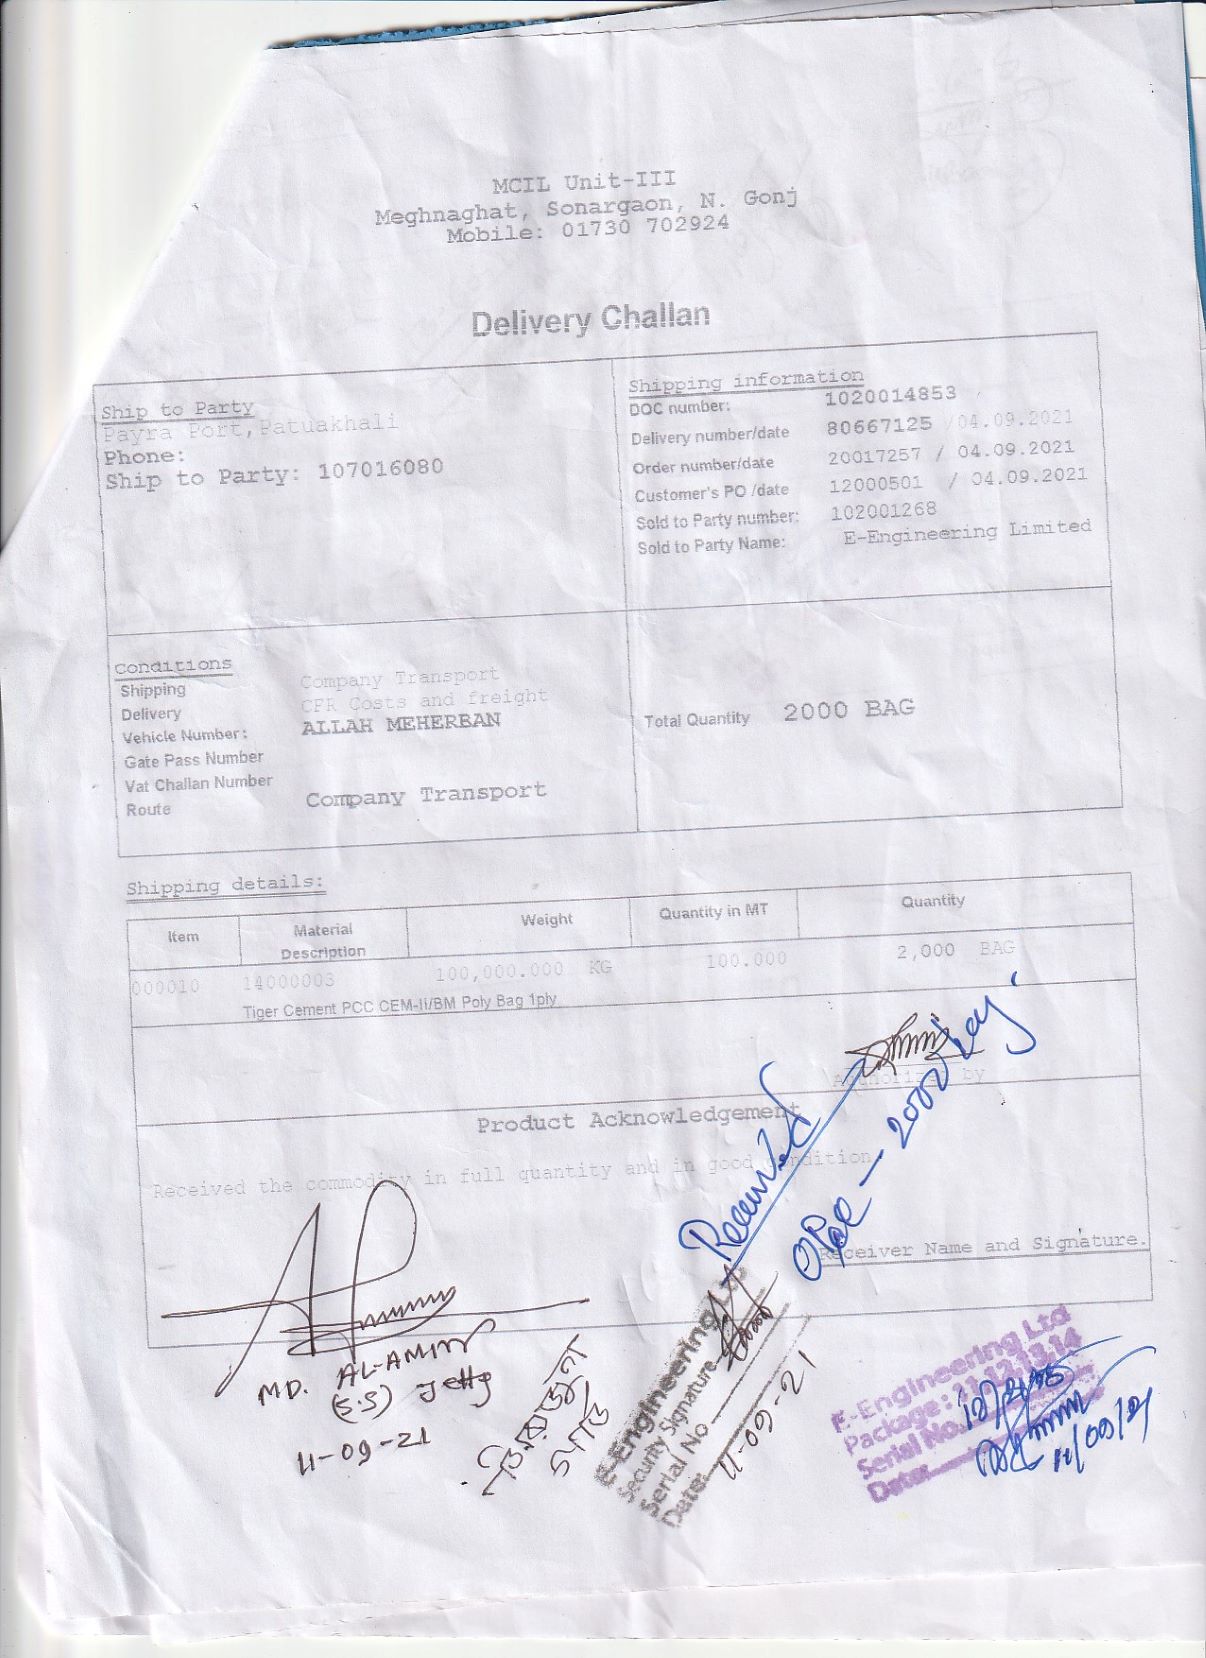 MCIL Unit-III
Meghnaghat, Sonargaon, N. Gonj
Mobile: 01730 702924
Delivery Challan
Ship to Party
Payra Port,Patuakhali
Phone:
Ship to Party: 107016080
Shipping information
DOC number: 1020014853
Delivery number/date 80667125 /04.09.2021
Order number/date 20017257 / 04.09.2021
Customer's PO /date 12000501 / 04.09.2021
Sold to Party number: 102001268
Sold to Party Name: E-Engineering Limited
Conditions
Shipping Company Transport
Delivery CFR Costs and freight
Vehicle Number: ALLAH MEHERBAN
Gate Pass Number
Vat Challan Number
Route Company Transport
Total Quantity 2000 BAG
Shipping details:
Item Material Description Weight Quantity in MT Quantity
000010 14000003 100,000.000 KG 100.000 2,000 BAG
Tiger Cement PCC CEM-II/BM Poly Bag 1ply
Authorized by
Product Acknowledgement
Received the commodity in full quantity and in good condition
Receiver Name and Signature.
Received
2000 bag
MD. AL-AMIN
(S.S) Jetty
11-09-21
E-Engineering Ltd
Security Signature
Serial No
Date: 11-09-21
E-Engineering Ltd
Package: 11,12,13,14
Serial No.
Date:
11/09/21